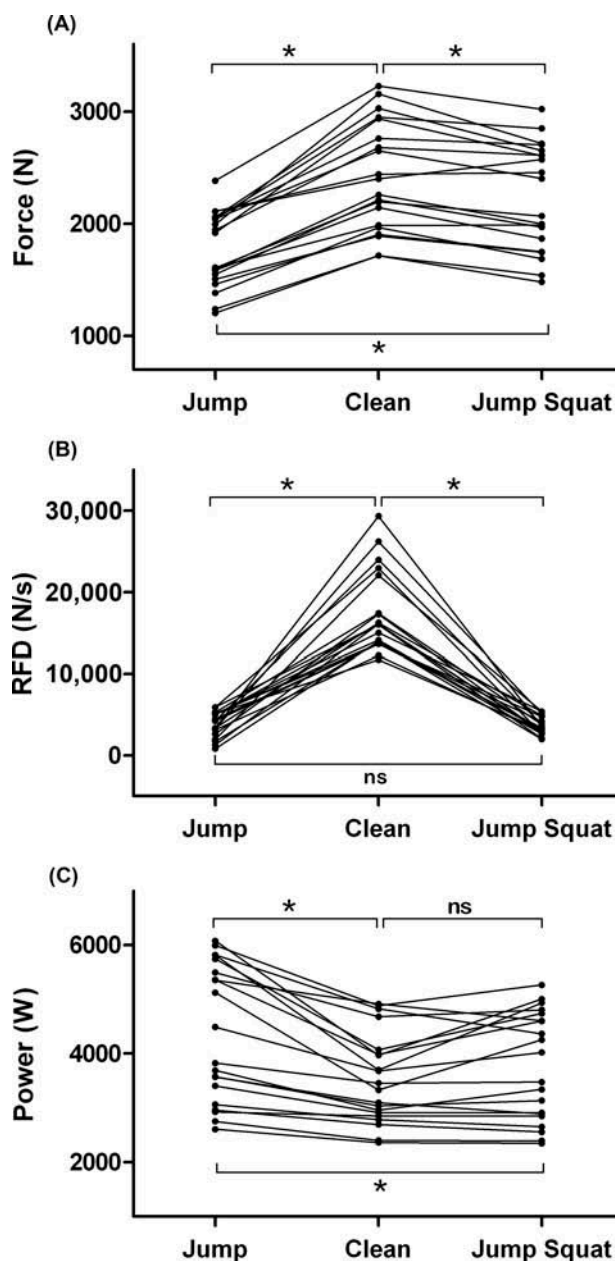 (A)
* *
Force (N)
3000
2000
1000
*
Jump Clean Jump Squat
(B)
* *
RFD (N/s)
30,000
20,000
10,000
0
ns
Jump Clean Jump Squat
(C)
* ns
Power (W)
6000
4000
2000
*
Jump Clean Jump Squat